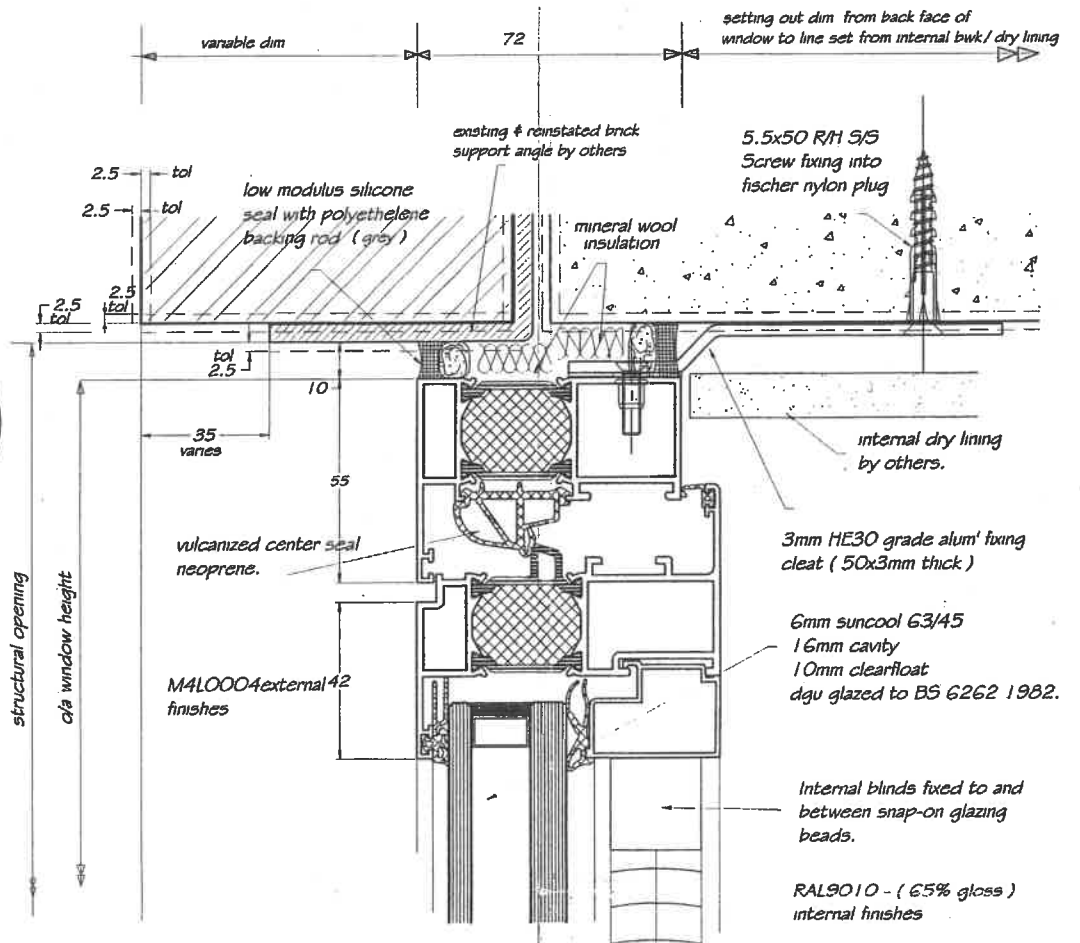 variable dim
72
setting out dim from back face of
window to line set from internal bwk/ dry lining
existing & reinstated brick
support angle by others
5.5x50 R/H S/S
Screw fixing into
fischer nylon plug
2.5 tol
2.5 tol
low modulus silicone
seal with polyethelene
backing rod ( grey )
mineral wool
insulation
2.5
tol
2.5
tol
tol
2.5
10
35
varies
internal dry lining
by others.
55
vulcanized center seal
neoprene.
3mm HE30 grade alum' fixing
cleat ( 50x3mm thick )
structural opening
o/a window height
6mm suncool 63/45
16mm cavity
10mm clearfloat
dgu glazed to BS 6262 1982.
M4L0004external
finishes
42
Internal blinds fixed to and
between snap-on glazing
beads.
RAL9010 - ( 65% gloss )
internal finishes